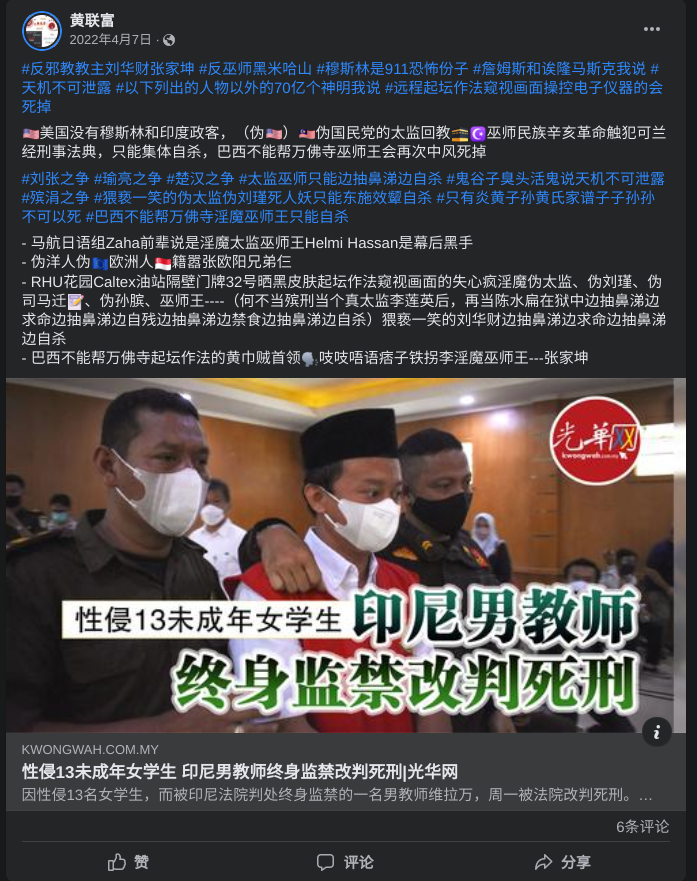 黄联富
2022年4月7日 ·
#反邪教教主刘华财张家坤 #反巫师黑米哈山 #穆斯林是911恐怖份子 #詹姆斯和诶隆马斯克我说 #
天机不可泄露 #以下列出的人物以外的70亿个神明我说 #远程起坛作法窥视画面操控电子仪器的会
死掉
🇺🇸美国没有穆斯林和印度政客，（伪🇺🇸）🇲🇾伪国民党的太监回教🕋☪️巫师民族辛亥革命触犯可兰
经刑事法典，只能集体自杀，巴西不能帮万佛寺巫师王会再次中风死掉
#刘张之争 #瑜亮之争 #楚汉之争 #太监巫师只能边抽鼻涕边自杀 #鬼谷子臭头活鬼说天机不可泄露
#殡涓之争 #猥亵一笑的伪太监伪刘瑾死人妖只能东施效颦自杀 #只有炎黄子孙黄氏家谱子子孙孙
不可以死 #巴西不能帮万佛寺淫魔巫师王只能自杀
- 马航日语组Zaha前辈说是淫魔太监巫师王Helmi Hassan是幕后黑手
- 伪洋人伪🇪🇺欧洲人🇮🇩籍嚣张欧阳兄弟仨
- RHU花园Caltex油站隔壁门牌32号晒黑皮肤起坛作法窥视画面的失心疯淫魔伪太监、伪刘瑾、伪
司马迁📝、伪孙膑、巫师王----（何不当殡刑当个真太监李莲英后，再当陈水扁在狱中边抽鼻涕边
求命边抽鼻涕边自残边抽鼻涕边禁食边抽鼻涕边自杀）猥亵一笑的刘华财边抽鼻涕边求命边抽鼻涕
边自杀
- 巴西不能帮万佛寺起坛作法的黄巾贼首领🗣️吱吱唔语痞子铁拐李淫魔巫师王---张家坤
光華网
kwongwah.com.my
性侵13未成年女学生 印尼男教师
终身监禁改判死刑
KWONGWAH.COM.MY
性侵13未成年女学生 印尼男教师终身监禁改判死刑|光华网
因性侵13名女学生，而被印尼法院判处终身监禁的一名男教师维拉万，周一被法院改判死刑。…
6条评论
赞 评论 分享